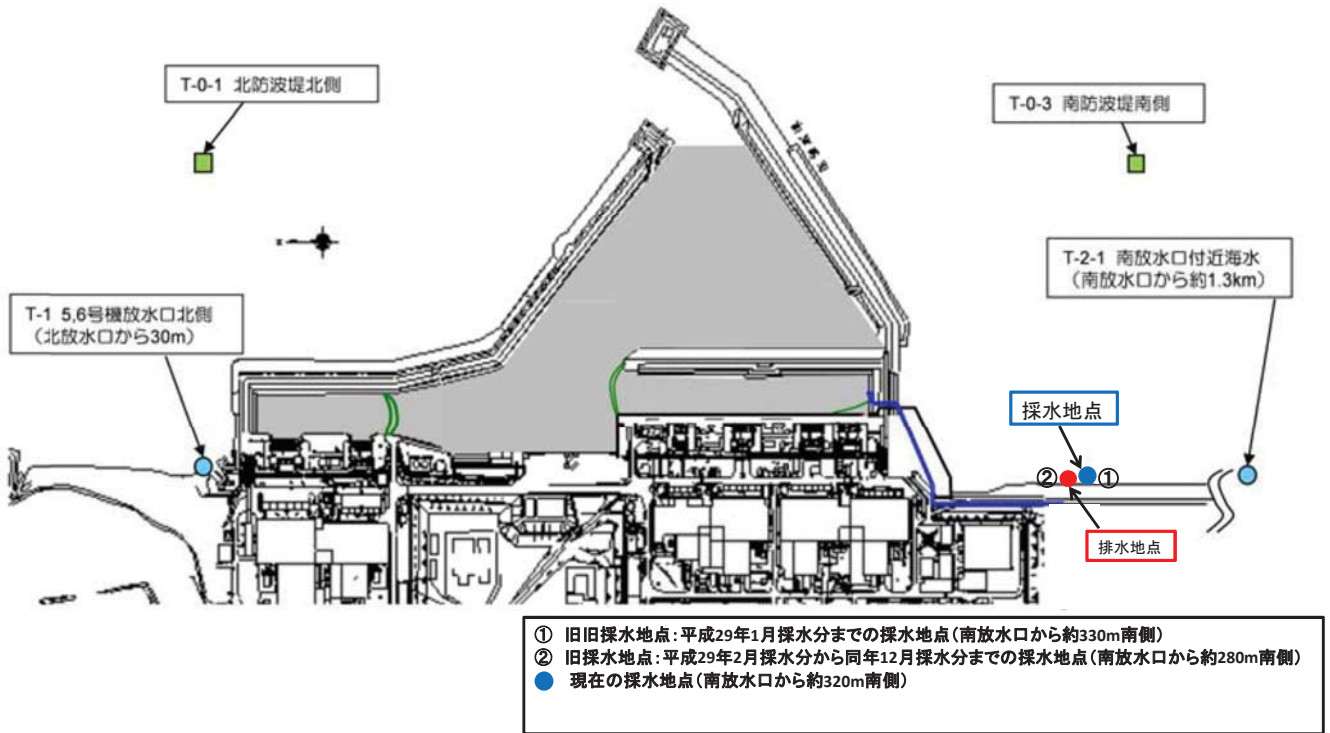 T-0-1 北防波堤北側
T-0-3 南防波堤南側
T-2-1 南放水口付近海水
（南放水口から約1.3km）
T-1 5,6号機放水口北側
（北放水口から30m）
採水地点
② ①
排水地点
① 旧旧採水地点：平成29年1月採水分までの採水地点（南放水口から約330m南側）
② 旧採水地点：平成29年2月採水分から同年12月採水分までの採水地点（南放水口から約280m南側）
現在の採水地点（南放水口から約320m南側）